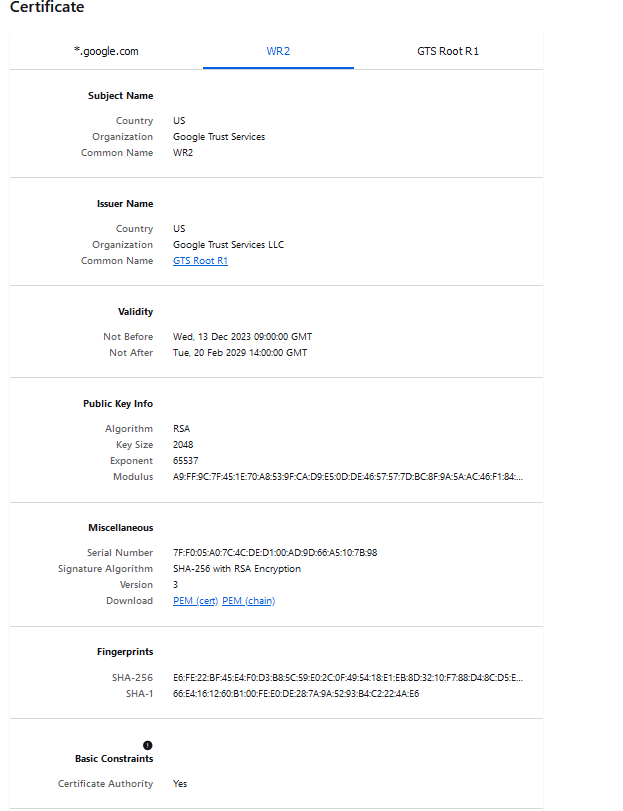 Certificate
*.google.com WR2 GTS Root R1
Subject Name
Country US
Organization Google Trust Services
Common Name WR2
Issuer Name
Country US
Organization Google Trust Services LLC
Common Name GTS Root R1
Validity
Not Before Wed, 13 Dec 2023 09:00:00 GMT
Not After Tue, 20 Feb 2029 14:00:00 GMT
Public Key Info
Algorithm RSA
Key Size 2048
Exponent 65537
Modulus A9:FF:9C:7F:45:1E:70:A8:53:9F:CA:D9:E5:0D:DE:46:57:57:7D:BC:8F:9A:5A:AC:46:F1:84:...
Miscellaneous
Serial Number 7F:F0:05:A0:7C:4C:DE:D1:00:AD:9D:66:A5:10:7B:98
Signature Algorithm SHA-256 with RSA Encryption
Version 3
Download PEM (cert) PEM (chain)
Fingerprints
SHA-256 E6:FE:22:BF:45:E4:F0:D3:B8:5C:59:E0:2C:0F:49:54:18:E1:EB:8D:32:10:F7:88:D4:8C:D5:E...
SHA-1 66:E4:16:12:60:B1:00:FE:E0:DE:28:7A:9A:52:93:B4:C2:22:4A:E6
Basic Constraints
Certificate Authority Yes